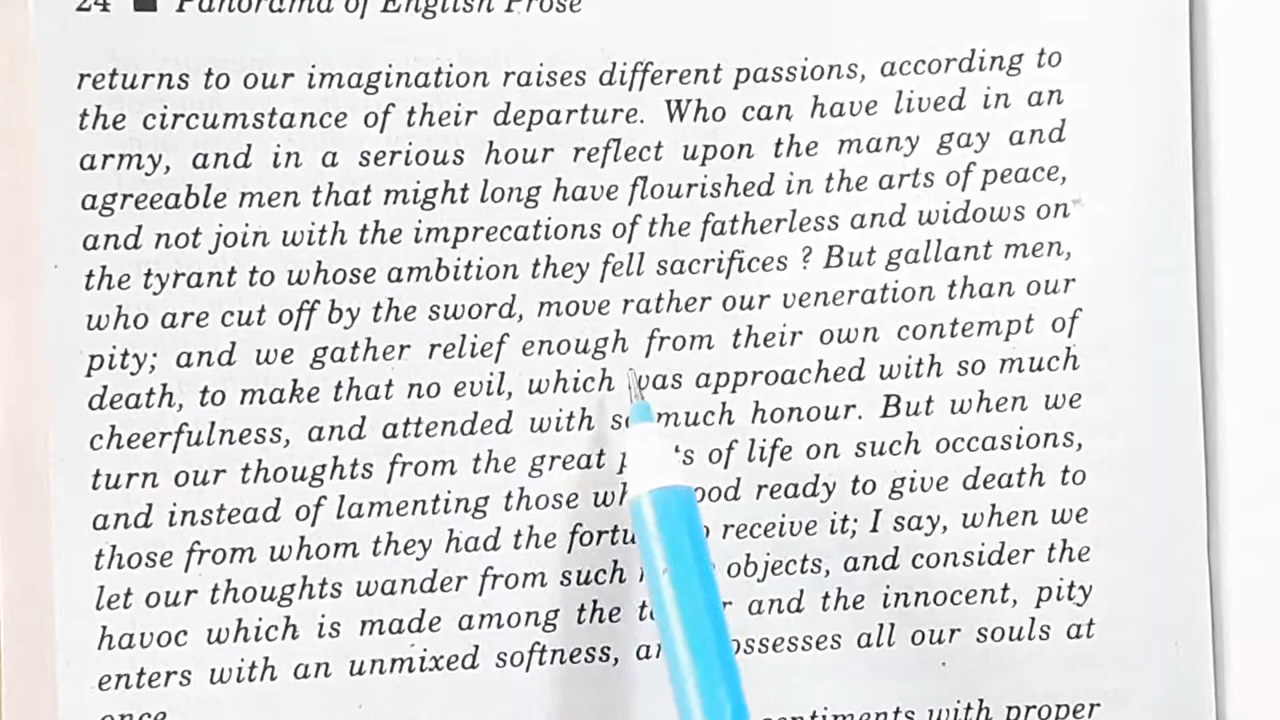 24 ■ Panorama of English Prose
returns to our imagination raises different passions, according to
the circumstance of their departure. Who can have lived in an
army, and in a serious hour reflect upon the many gay and
agreeable men that might long have flourished in the arts of peace,
and not join with the imprecations of the fatherless and widows on
the tyrant to whose ambition they fell sacrifices ? But gallant men,
who are cut off by the sword, move rather our veneration than our
pity; and we gather relief enough from their own contempt of
death, to make that no evil, which was approached with so much
cheerfulness, and attended with so much honour. But when we
turn our thoughts from the great of life on such occasions,
and instead of lamenting those ready to give death to
those from whom they had the receive it; I say, when we
let our thoughts wander from such objects, and consider the
havoc which is made among the and the innocent, pity
enters with an unmixed softness, all our souls at
once
sentiments with proper